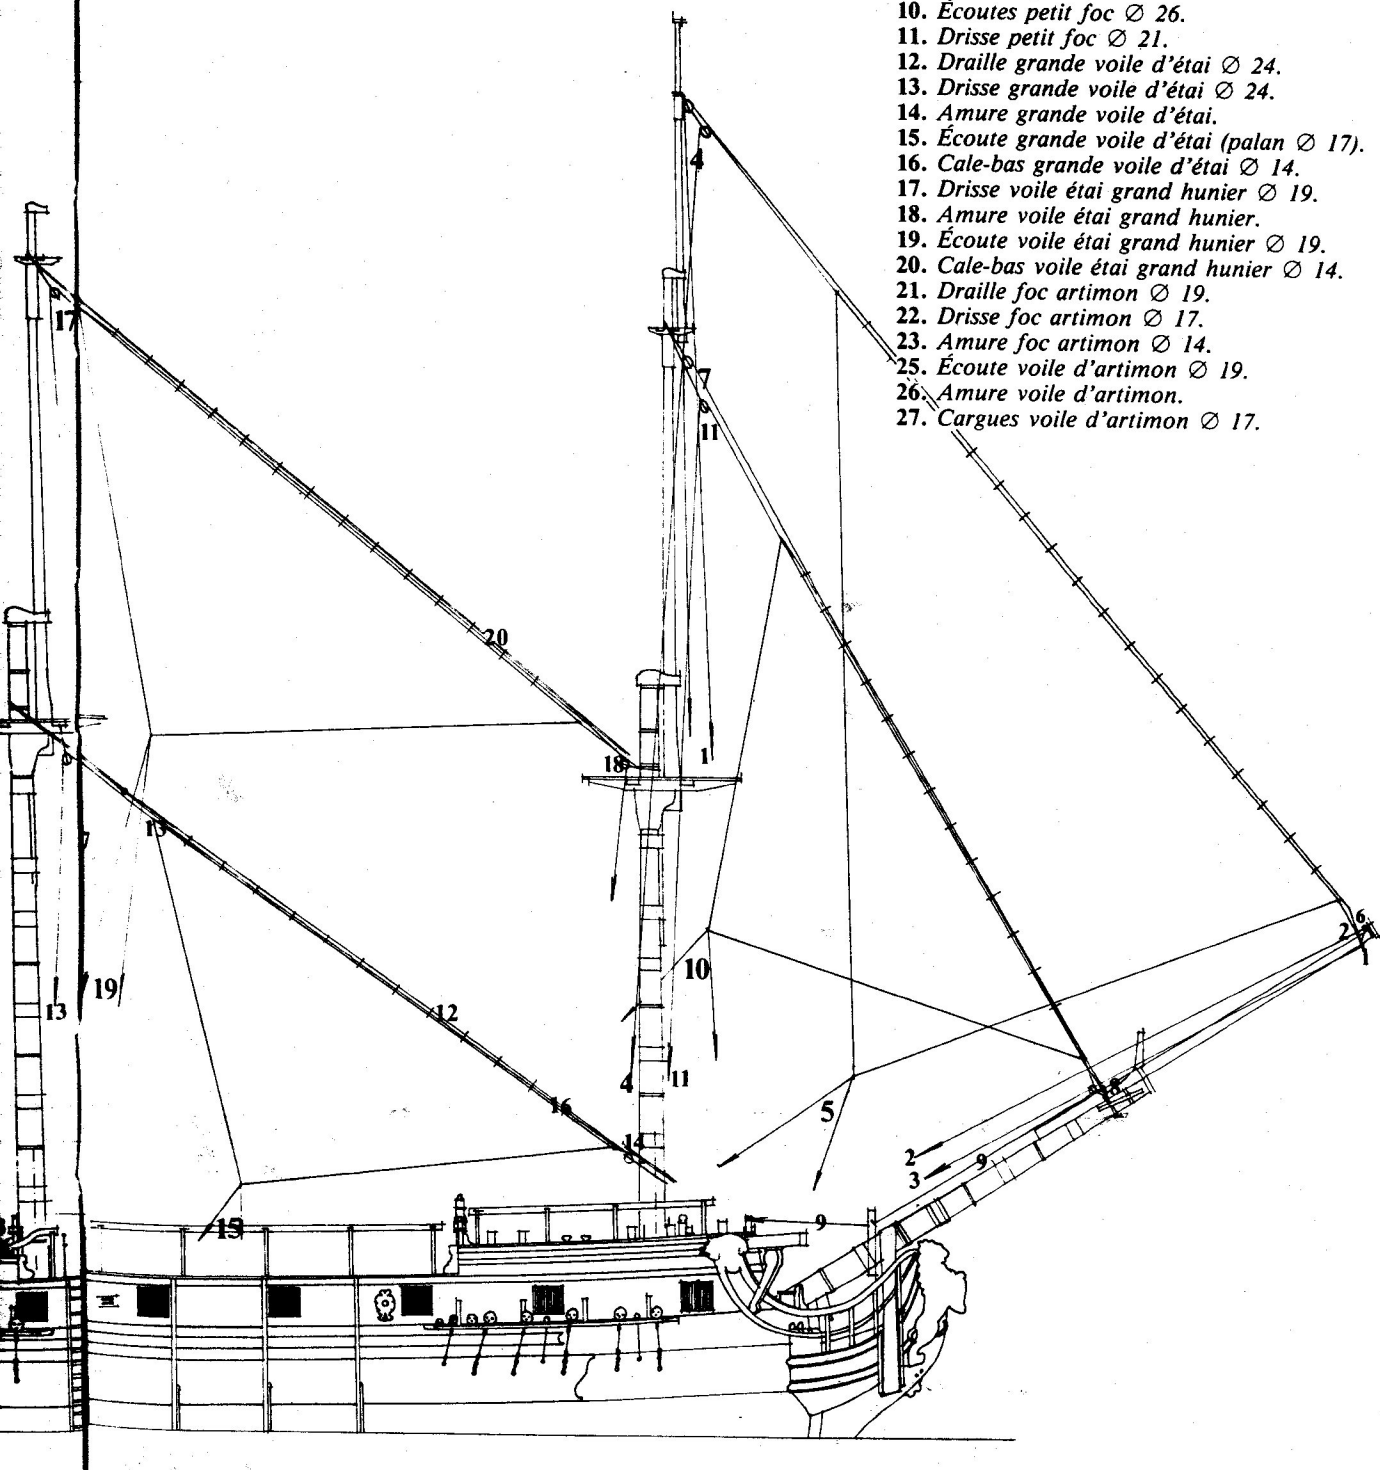 10. Écoutes petit foc ∅ 26.
11. Drisse petit foc ∅ 21.
12. Draille grande voile d'étai ∅ 24.
13. Drisse grande voile d'étai ∅ 24.
14. Amure grande voile d'étai.
15. Écoute grande voile d'étai (palan ∅ 17).
16. Cale-bas grande voile d'étai ∅ 14.
17. Drisse voile étai grand hunier ∅ 19.
18. Amure voile étai grand hunier.
19. Écoute voile étai grand hunier ∅ 19.
20. Cale-bas voile étai grand hunier ∅ 14.
21. Draille foc artimon ∅ 19.
22. Drisse foc artimon ∅ 17.
23. Amure foc artimon ∅ 14.
25. Écoute voile d'artimon ∅ 19.
26. Amure voile d'artimon.
27. Cargues voile d'artimon ∅ 17.
4
17
7
11
20
18
1
13
6
2
1
10
19
13
12
4
11
16
5
8
14
2
9
3
15
9